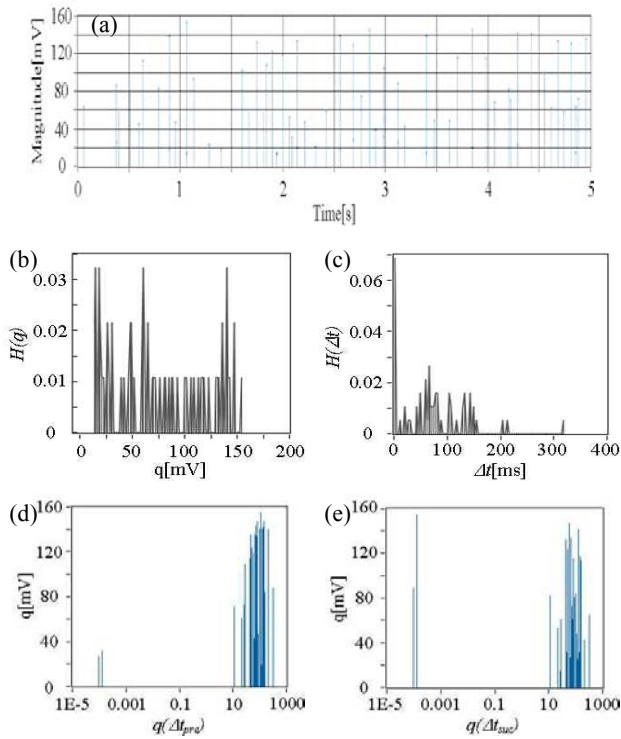 (a)
Magnitude[mV]
160
120
80
40
0
0 1 2 3 4 5
Time[s]
(b)
H(q)
0.03
0.02
0.01
0
0 50 75 125 175 200
q[mV]
(c)
H(Δt)
0.06
0.04
0.02
0
0 100 200 300 400
Δt[ms]
(d)
q[mV]
160
120
80
40
0
1E-5 0.001 0.1 10 1000
q(Δt_pre)
(e)
q[mV]
160
120
80
40
0
1E-5 0.001 0.1 10 1000
q(Δt_suc)